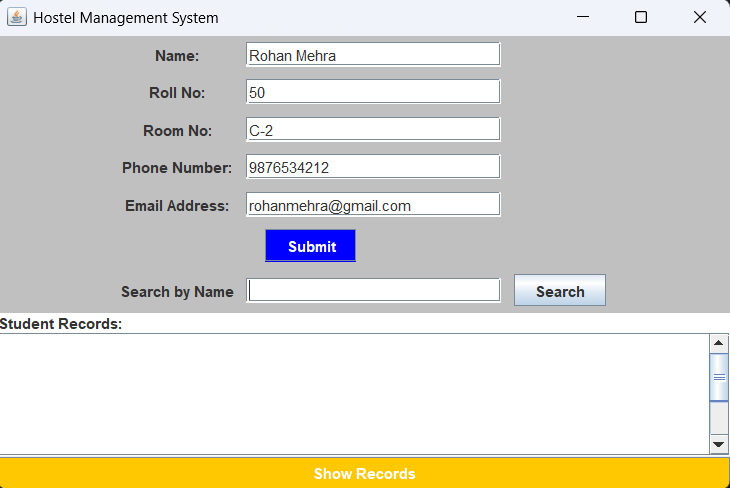 Hostel Management System
Name: Rohan Mehra
Roll No: 50
Room No: C-2
Phone Number: 9876534212
Email Address: rohanmehra@gmail.com
Submit
Search by Name Search
Student Records:
Show Records